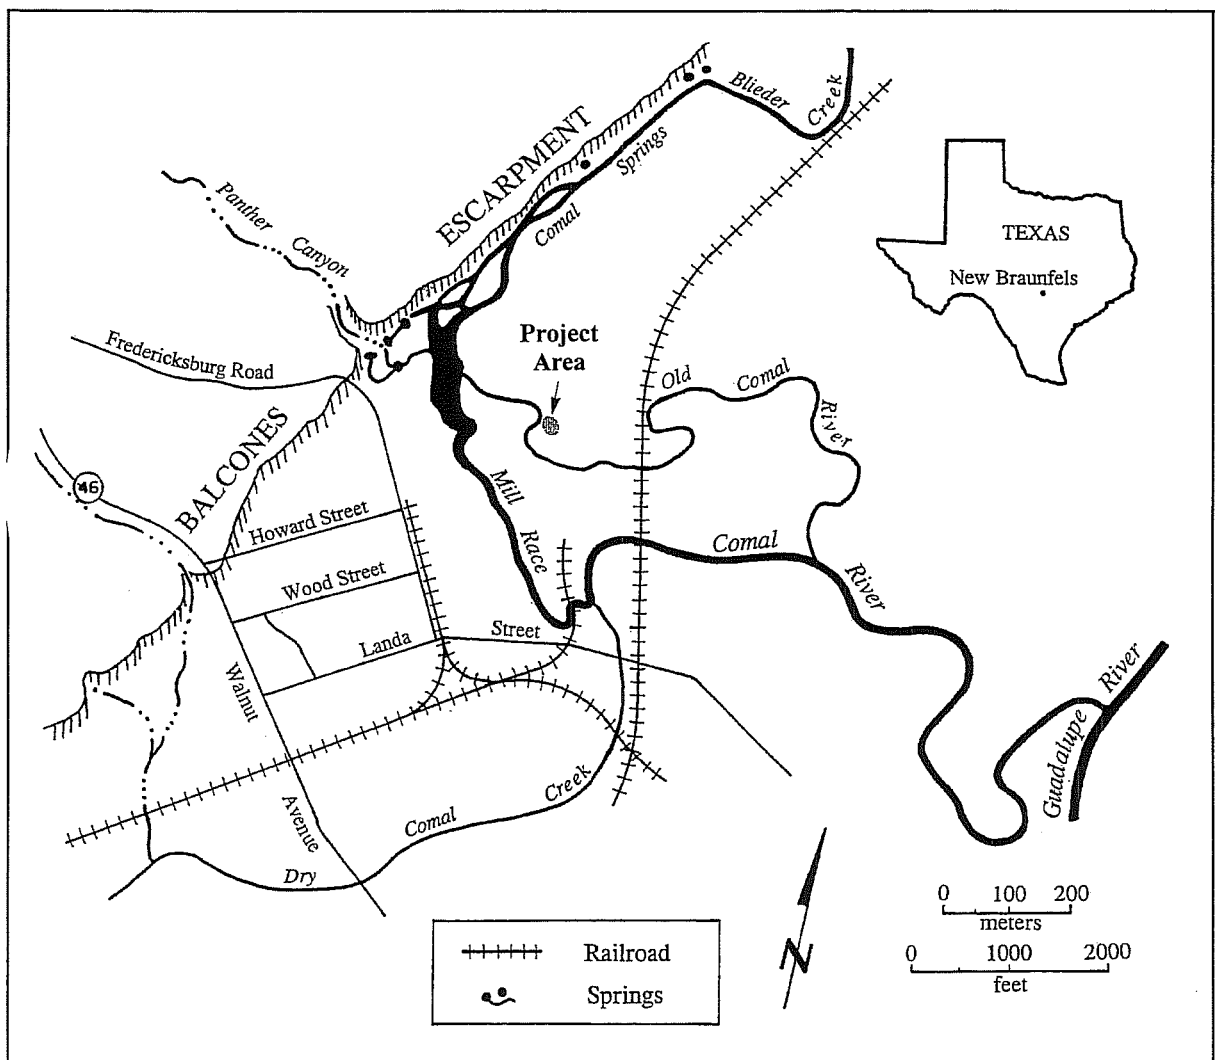 Blieder
Creek
ESCARPMENT
Springs
Comal
Panther
Canyon
TEXAS
New Braunfels
Project
Area
Fredericksburg Road
Old
Comal
River
BALCONES
46
Mill
Race
Howard Street
Comal
River
Wood Street
Landa
Street
Walnut
Avenue
River
Guadalupe
Creek
Comal
Dry
0 100 200
meters
0 1000 2000
feet
N
Railroad
Springs